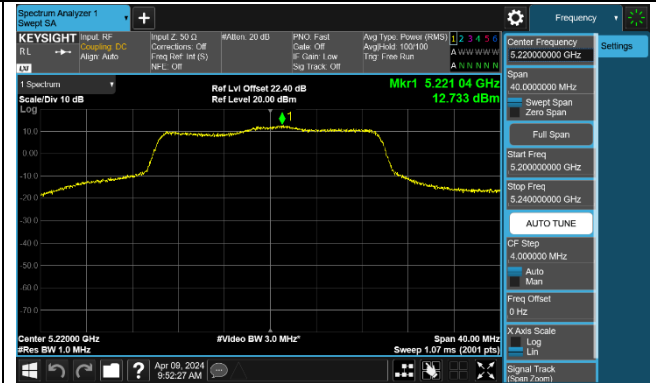 Spectrum Analyzer 1
Swept SA
+
Frequency
KEYSIGHT
Input: RF
Input Z: 50 Ω
#Atten: 20 dB
PNO: Fast
Avg Type: Power (RMS)
1 2 3 4 5 6
RL
Coupling: DC
Corrections: Off
Gate: Off
Avg|Hold: 100/100
A WW WW W
Align: Auto
Freq Ref: Int (S)
IF Gain: Low
Trig: Free Run
LXI
NFE: Off
Sig Track: Off
A N N N N N
1 Spectrum
Ref Lvl Offset 22.40 dB
Mkr1 5.221 04 GHz
Scale/Div 10 dB
Ref Level 20.00 dBm
12.733 dBm
Log
1
10.0
0.00
-10.0
-20.0
-30.0
-40.0
-50.0
-60.0
-70.0
Center 5.22000 GHz
#Video BW 3.0 MHz*
Span 40.00 MHz
#Res BW 1.0 MHz
Sweep 1.07 ms (2001 pts)
?
Apr 09, 2024
9:52:27 AM
Center Frequency
5.220000000 GHz
Settings
Span
40.0000000 MHz
Swept Span
Zero Span
Full Span
Start Freq
5.200000000 GHz
Stop Freq
5.240000000 GHz
AUTO TUNE
CF Step
4.000000 MHz
Auto
Man
Freq Offset
0 Hz
X Axis Scale
Log
Lin
Signal Track
(Span Zoom)